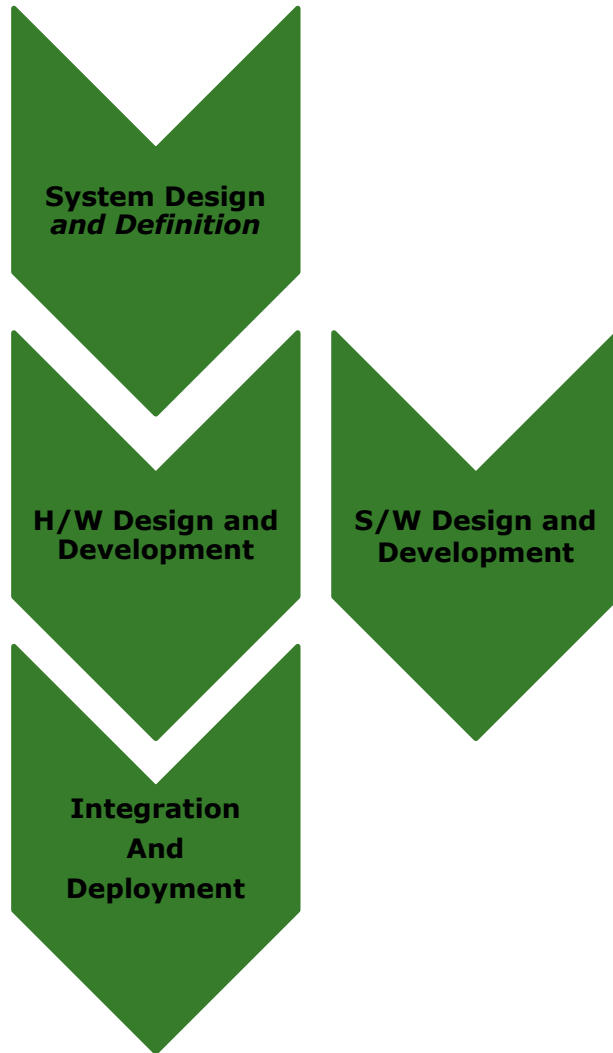 System Design
and Definition
H/W Design and
Development
S/W Design and
Development
Integration
And
Deployment